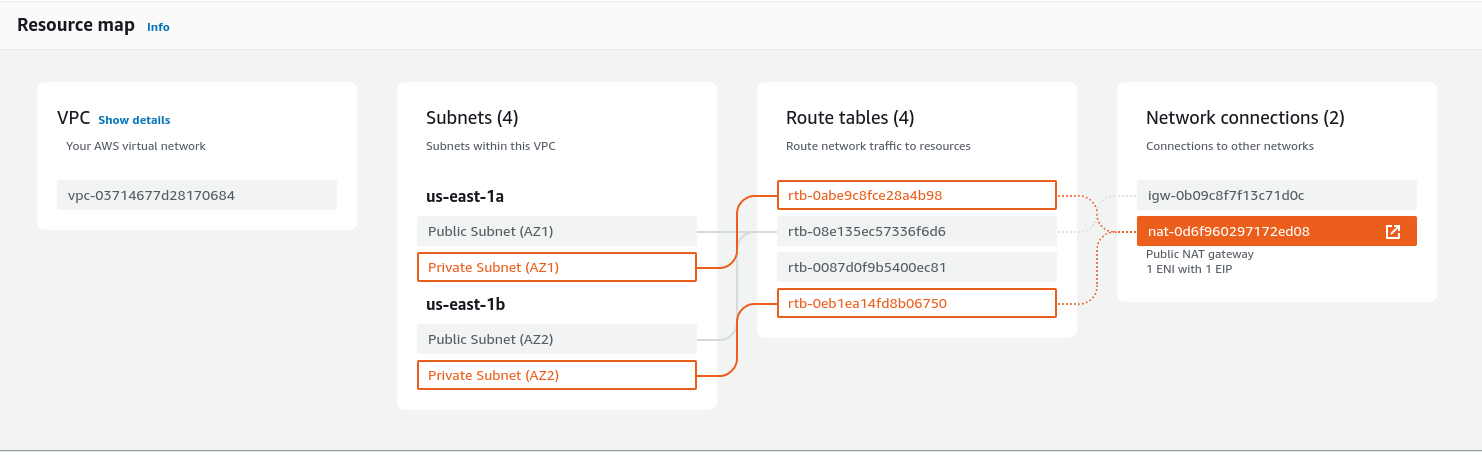 Resource map Info
VPC Show details
Your AWS virtual network
vpc-03714677d28170684
Subnets (4)
Subnets within this VPC
us-east-1a
Public Subnet (AZ1)
Private Subnet (AZ1)
us-east-1b
Public Subnet (AZ2)
Private Subnet (AZ2)
Route tables (4)
Route network traffic to resources
rtb-0abe9c8fce28a4b98
rtb-08e135ec57336f6d6
rtb-0087d0f9b5400ec81
rtb-0eb1ea14fd8b06750
Network connections (2)
Connections to other networks
igw-0b09c8f7f13c71d0c
nat-0d6f960297172ed08
Public NAT gateway
1 ENI with 1 EIP